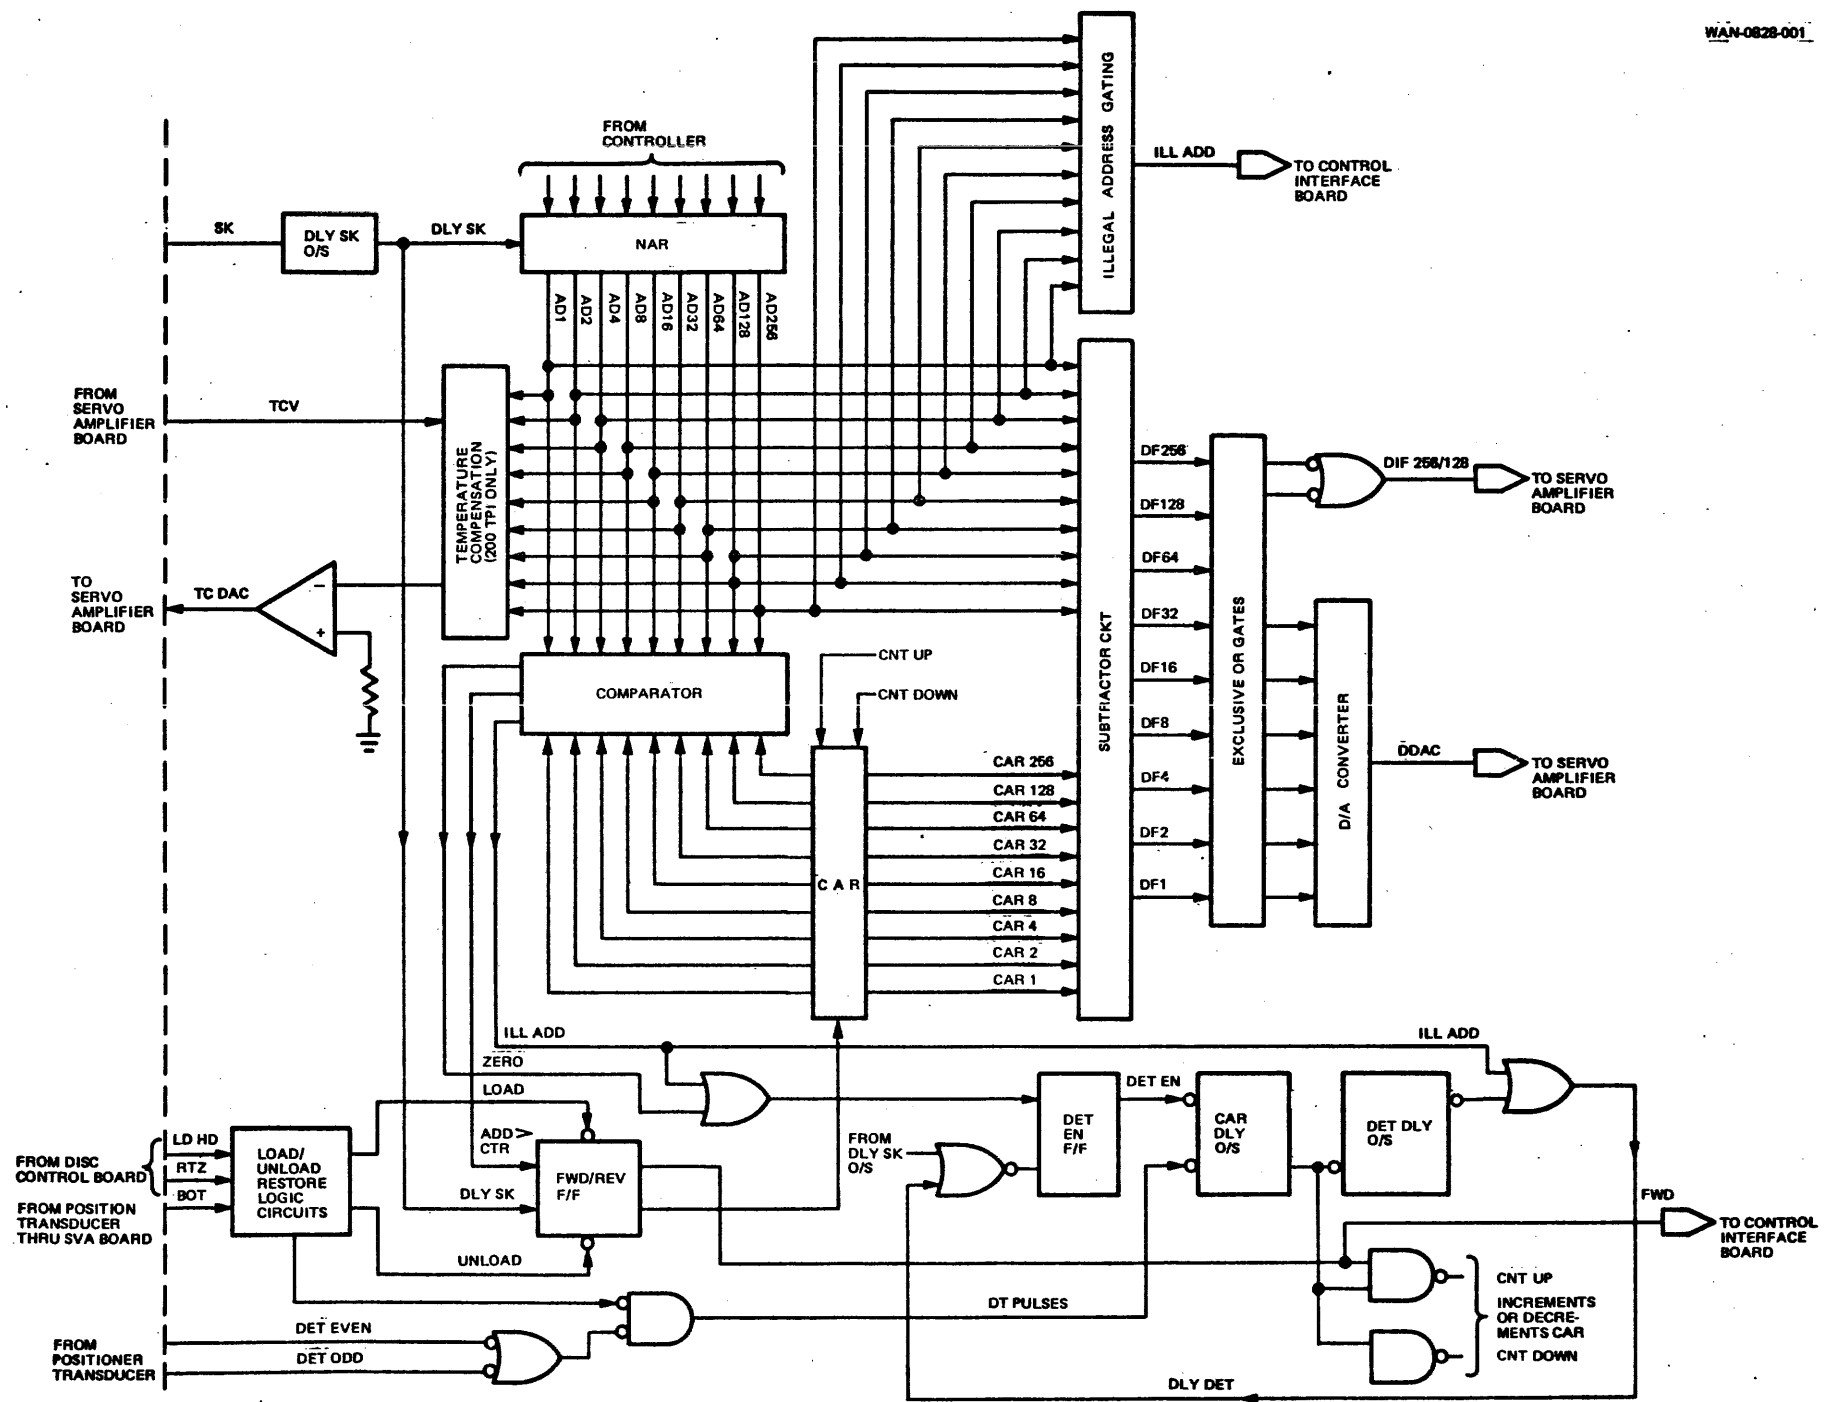 WAN-0828-001
FROM
CONTROLLER
SK
DLY SK
O/S
DLY SK
NAR
AD1
AD2
AD4
AD8
AD16
AD32
AD64
AD128
AD256
ILLEGAL ADDRESS GATING
ILL ADD
TO CONTROL
INTERFACE
BOARD
FROM
SERVO
AMPLIFIER
BOARD
TCV
TEMPERATURE
COMPENSATION
(200 TPI ONLY)
TO
SERVO
AMPLIFIER
BOARD
TC DAC
−
+
COMPARATOR
CNT UP
CNT DOWN
CAR
CAR 256
CAR 128
CAR 64
CAR 32
CAR 16
CAR 8
CAR 4
CAR 2
CAR 1
SUBTRACTOR CKT
DF256
DF128
DF64
DF32
DF16
DF8
DF4
DF2
DF1
EXCLUSIVE OR GATES
DIF 256/128
TO SERVO
AMPLIFIER
BOARD
D/A CONVERTER
DDAC
TO SERVO
AMPLIFIER
BOARD
ILL ADD
ILL ADD
ZERO
LOAD
ADD >
CTR
DLY SK
UNLOAD
FROM DISC
CONTROL BOARD
LD HD
RTZ
BOT
FROM POSITION
TRANSDUCER
THRU SVA BOARD
LOAD/
UNLOAD
RESTORE
LOGIC
CIRCUITS
FWD/REV
F/F
FROM
DLY SK
O/S
DET
EN
F/F
DET EN
CAR
DLY
O/S
DET DLY
O/S
FWD
TO CONTROL
INTERFACE
BOARD
DT PULSES
CNT UP
INCREMENTS
OR DECRE-
MENTS CAR
CNT DOWN
FROM
POSITIONER
TRANSDUCER
DET EVEN
DET ODD
DLY DET